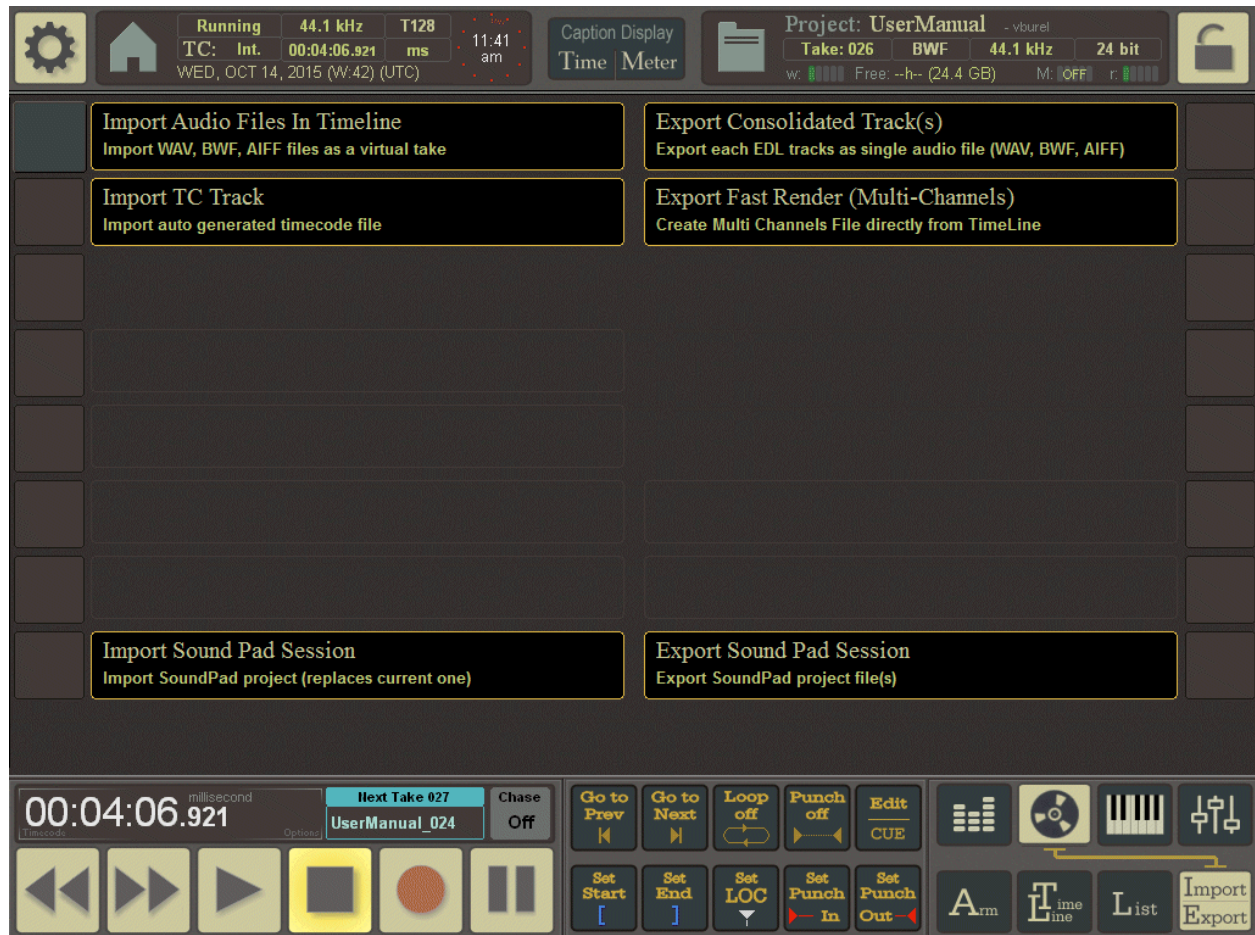 Running 44.1 kHz T128
TC: Int. 00:04:06.921 ms
WED, OCT 14, 2015 (W:42) (UTC)
11:41
am
Caption Display
Time Meter
Project: UserManual - vburel
Take: 026 BWF 44.1 kHz 24 bit
w: Free: --h-- (24.4 GB) M: OFF r:
Import Audio Files In Timeline
Import WAV, BWF, AIFF files as a virtual take
Export Consolidated Track(s)
Export each EDL tracks as single audio file (WAV, BWF, AIFF)
Import TC Track
Import auto generated timecode file
Export Fast Render (Multi-Channels)
Create Multi Channels File directly from TimeLine
Import Sound Pad Session
Import SoundPad project (replaces current one)
Export Sound Pad Session
Export SoundPad project file(s)
00:04:06.921
millisecond
Timecode
Options
Next Take 027
UserManual_024
Chase
Off
Go to
Prev
Go to
Next
Loop
off
Punch
off
Edit
CUE
Set
Start
[
Set
End
]
Set
LOC
Set
Punch
In
Set
Punch
Out
Arm
Time
Line
List
Import
Export